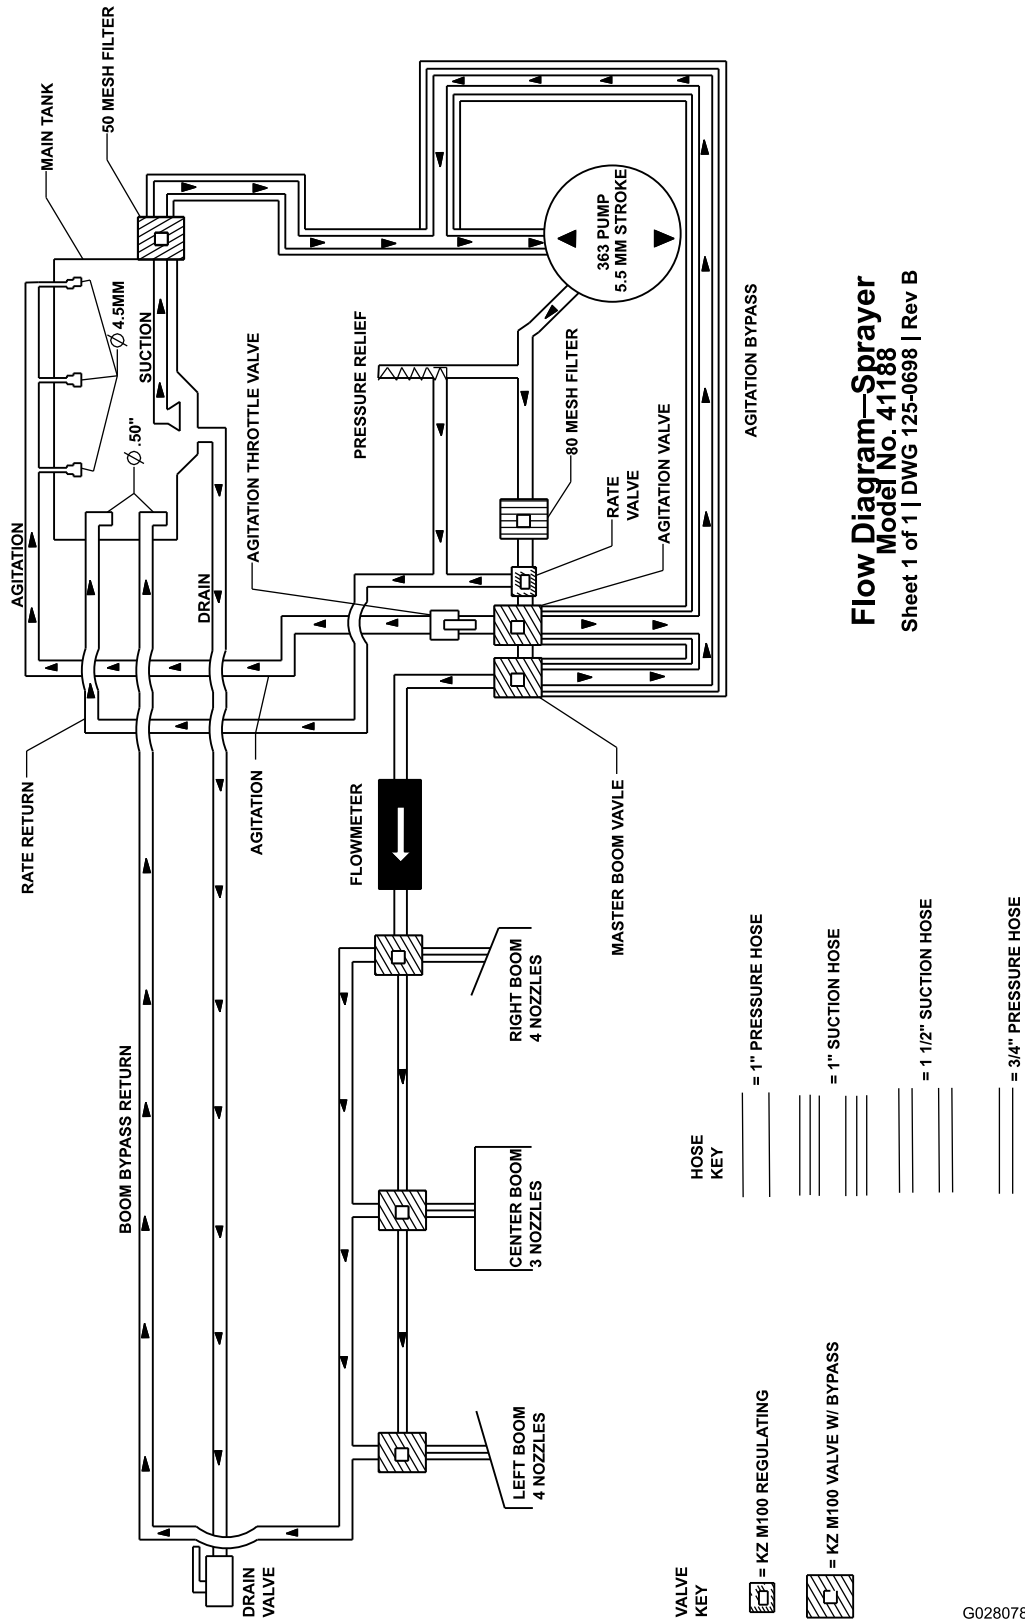 MAIN TANK
50 MESH FILTER
AGITATION
SUCTION
Ø 4.5MM
Ø .50"
DRAIN
AGITATION THROTTLE VALVE
PRESSURE RELIEF
363 PUMP
5.5 MM STROKE
80 MESH FILTER
RATE
VALVE
AGITATION VALVE
AGITATION BYPASS
RATE RETURN
AGITATION
FLOWMETER
MASTER BOOM VAVLE
BOOM BYPASS RETURN
RIGHT BOOM
4 NOZZLES
CENTER BOOM
3 NOZZLES
LEFT BOOM
4 NOZZLES
DRAIN
VALVE
Flow Diagram—Sprayer
Model No. 41188
Sheet 1 of 1 | DWG 125-0698 | Rev B
HOSE
KEY
= 1" PRESSURE HOSE
= 1" SUCTION HOSE
= 1 1/2" SUCTION HOSE
= 3/4" PRESSURE HOSE
VALVE
KEY
= KZ M100 REGULATING
= KZ M100 VALVE W/ BYPASS
G028078